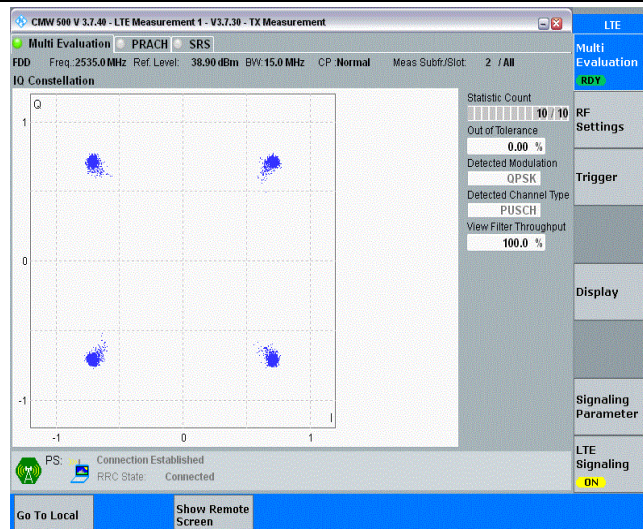 CMW 500 V 3.7.40 - LTE Measurement 1 - V3.7.30 - TX Measurement
LTE
Multi Evaluation PRACH SRS
FDD Freq.:2535.0 MHz Ref. Level: 38.90 dBm BW:15.0 MHz CP :Normal Meas Subfr./Slot: 2 / All
IQ Constellation
Q
1
0
-1
I
-1 0 1
Statistic Count
10 / 10
Out of Tolerance
0.00 %
Detected Modulation
QPSK
Detected Channel Type
PUSCH
View Filter Throughput
100.0 %
PS: Connection Established
RRC State: Connected
Multi
Evaluation
RDY
RF
Settings
Trigger
Display
Signaling
Parameter
LTE
Signaling
ON
Go To Local
Show Remote
Screen